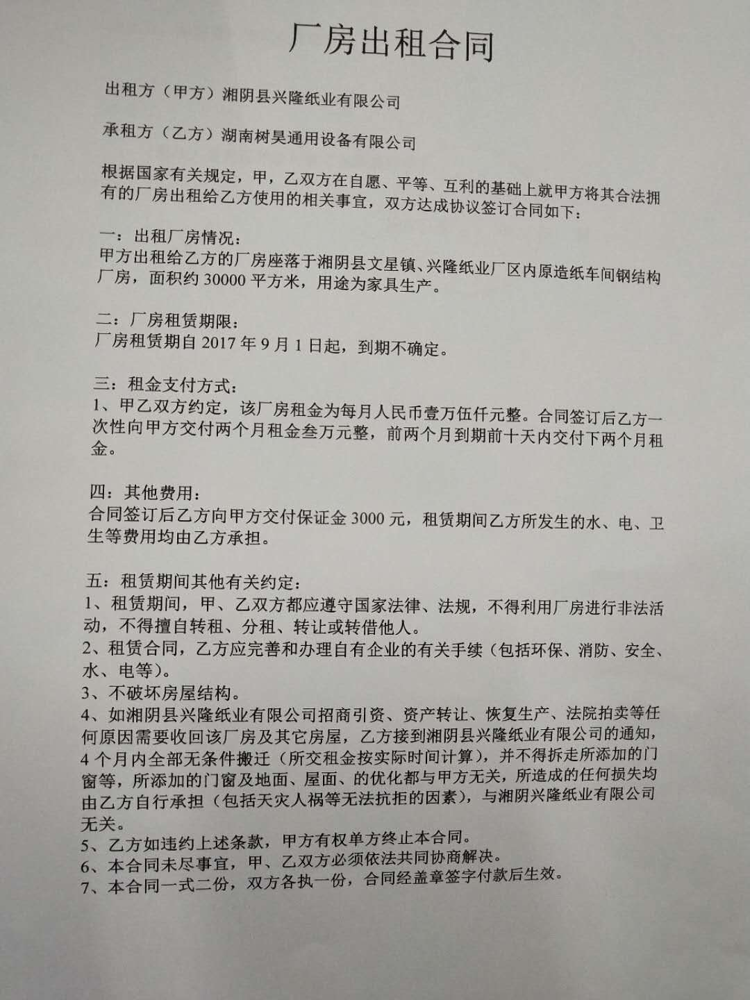 厂房出租合同
出租方（甲方）湘阴县兴隆纸业有限公司
承租方（乙方）湖南树昊通用设备有限公司
根据国家有关规定，甲，乙双方在自愿、平等、互利的基础上就甲方将其合法拥
有的厂房出租给乙方使用的相关事宜，双方达成协议签订合同如下：
一：出租厂房情况：
甲方出租给乙方的厂房座落于湘阴县文星镇、兴隆纸业厂区内原造纸车间钢结构
厂房，面积约 30000 平方米，用途为家具生产。
二：厂房租赁期限：
厂房租赁期自 2017 年 9 月 1 日起，到期不确定。
三：租金支付方式：
1、甲乙双方约定，该厂房租金为每月人民币壹万伍仟元整。合同签订后乙方一
次性向甲方交付两个月租金叁万元整，前两个月到期前十天内交付下两个月租
金。
四：其他费用：
合同签订后乙方向甲方交付保证金 3000 元，租赁期间乙方所发生的水、电、卫
生等费用均由乙方承担。
五：租赁期间其他有关约定：
1、租赁期间，甲、乙双方都应遵守国家法律、法规，不得利用厂房进行非法活
动，不得擅自转租、分租、转让或转借他人。
2、租赁合同，乙方应完善和办理自有企业的有关手续（包括环保、消防、安全、
水、电等）。
3、不破坏房屋结构。
4、如湘阴县兴隆纸业有限公司招商引资、资产转让、恢复生产、法院拍卖等任
何原因需要收回该厂房及其它房屋，乙方接到湘阴县兴隆纸业有限公司的通知，
4 个月内全部无条件搬迁（所交租金按实际时间计算），并不得拆走所添加的门
窗等，所添加的门窗及地面、屋面、的优化都与甲方无关，所造成的任何损失均
由乙方自行承担（包括天灾人祸等无法抗拒的因素），与湘阴兴隆纸业有限公司
无关。
5、乙方如违约上述条款，甲方有权单方终止本合同。
6、本合同未尽事宜，甲、乙双方必须依法共同协商解决。
7、本合同一式二份，双方各执一份，合同经盖章签字付款后生效。